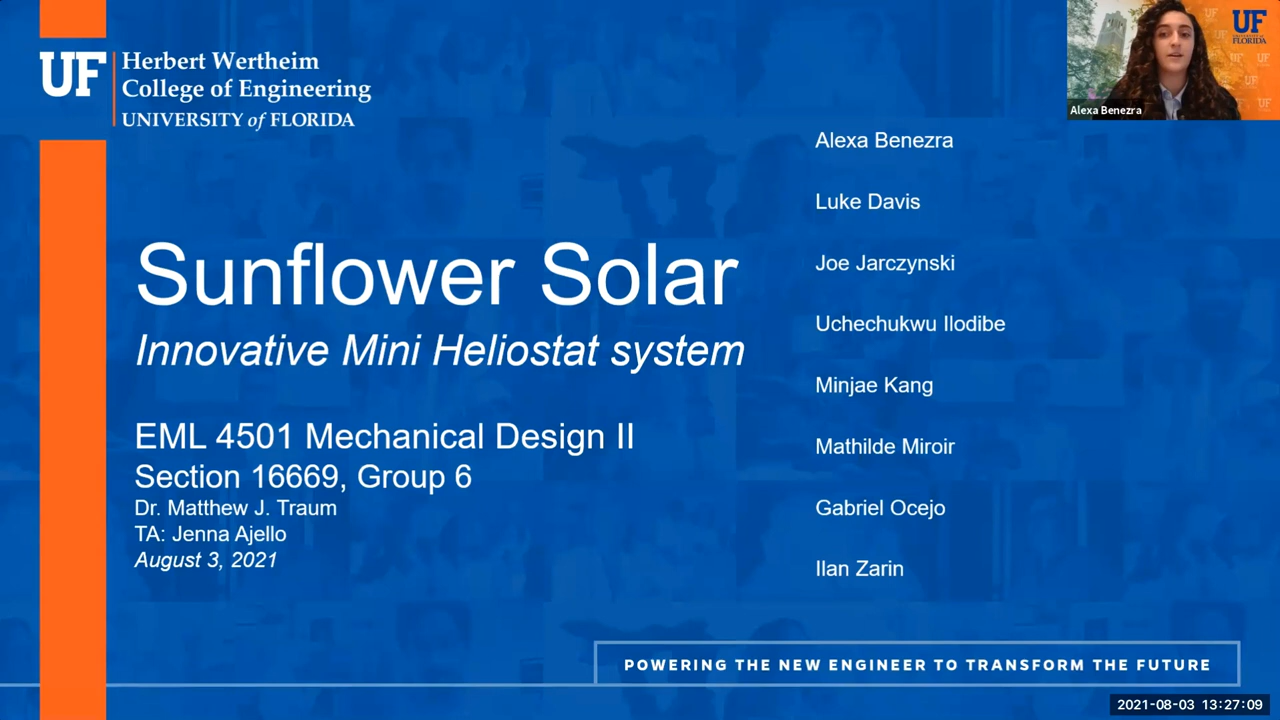 UF
Herbert Wertheim
College of Engineering
UNIVERSITY of FLORIDA
Sunflower Solar
Innovative Mini Heliostat system
EML 4501 Mechanical Design II
Section 16669, Group 6
Dr. Matthew J. Traum
TA: Jenna Ajello
August 3, 2021
Alexa Benezra
Luke Davis
Joe Jarczynski
Uchechukwu Ilodibe
Minjae Kang
Mathilde Miroir
Gabriel Ocejo
Ilan Zarin
UF
UNIVERSITY of
FLORIDA
Alexa Benezra
POWERING THE NEW ENGINEER TO TRANSFORM THE FUTURE
2021-08-03 13:27:09